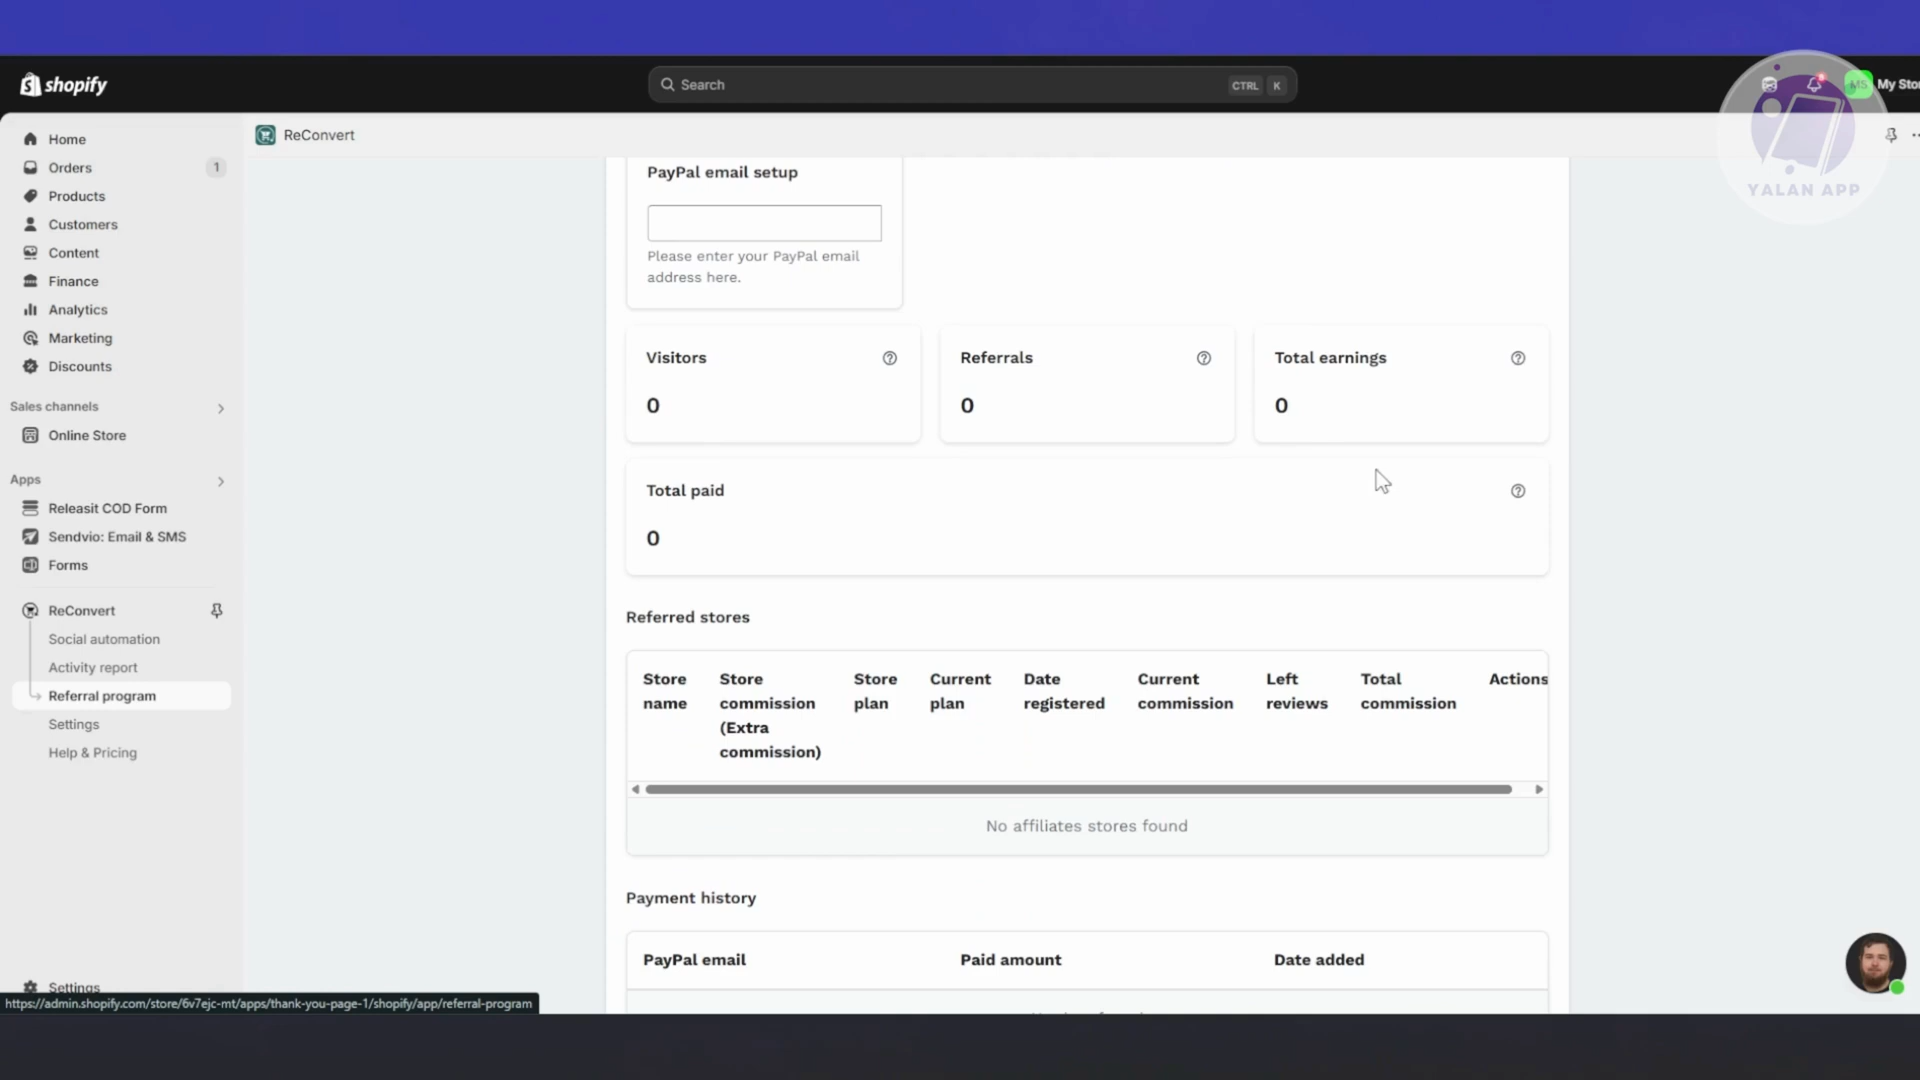 shopify
Search
CTRL K
MS
My Sto
YALAN APP
Home
Orders
1
Products
Customers
Content
Finance
Analytics
Marketing
Discounts
Sales channels
Online Store
Apps
Releasit COD Form
Sendvio: Email & SMS
Forms
ReConvert
Social automation
Activity report
Referral program
Settings
Help & Pricing
Settings
https://admin.shopify.com/store/6v7ejc-mt/apps/thank-you-page-1/shopify/app/referral-program
ReConvert
PayPal email setup
Please enter your PayPal email
address here.
Visitors
0
Referrals
0
Total earnings
0
Total paid
0
Referred stores
Store name
Store commission (Extra commission)
Store plan
Current plan
Date registered
Current commission
Left reviews
Total commission
Actions
No affiliates stores found
Payment history
PayPal email
Paid amount
Date added